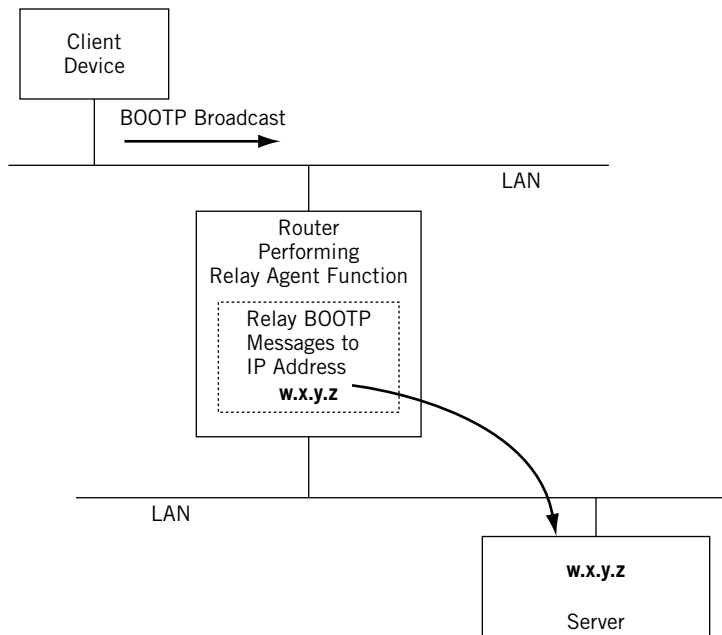 Client
Device
BOOTP Broadcast
LAN
Router
Performing
Relay Agent Function
Relay BOOTP
Messages to
IP Address
w.x.y.z
LAN
w.x.y.z
Server